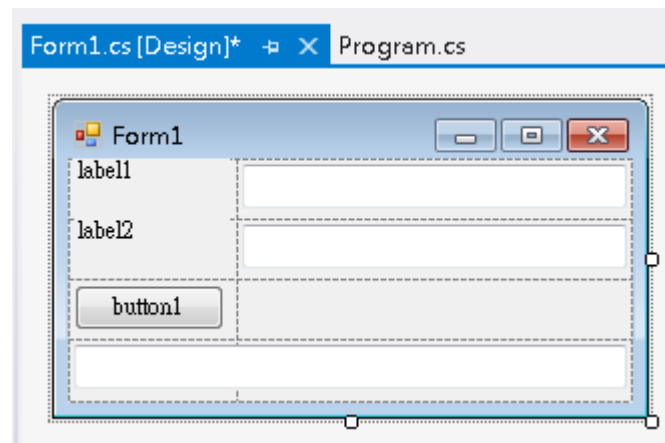 Form1.cs [Design]* Program.cs
Form1
label1
label2
button1